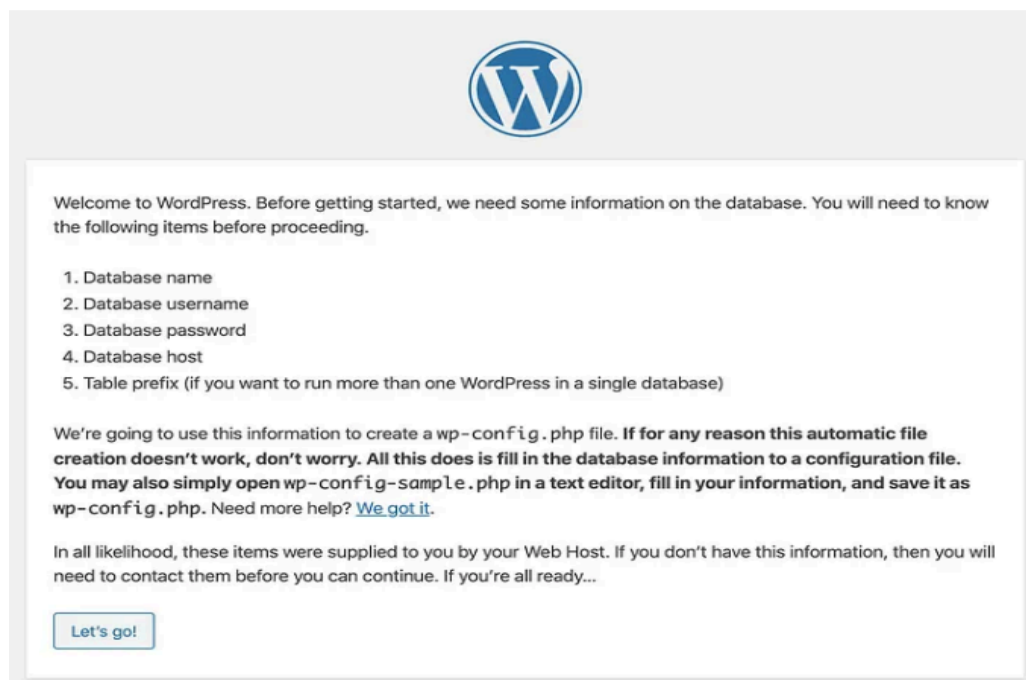 Welcome to WordPress. Before getting started, we need some information on the database. You will need to know
the following items before proceeding.
1. Database name
2. Database username
3. Database password
4. Database host
5. Table prefix (if you want to run more than one WordPress in a single database)
We're going to use this information to create a wp-config.php file. If for any reason this automatic file
creation doesn't work, don't worry. All this does is fill in the database information to a configuration file.
You may also simply open wp-config-sample.php in a text editor, fill in your information, and save it as
wp-config.php. Need more help? We got it.
In all likelihood, these items were supplied to you by your Web Host. If you don't have this information, then you will
need to contact them before you can continue. If you're all ready...
Let's go!